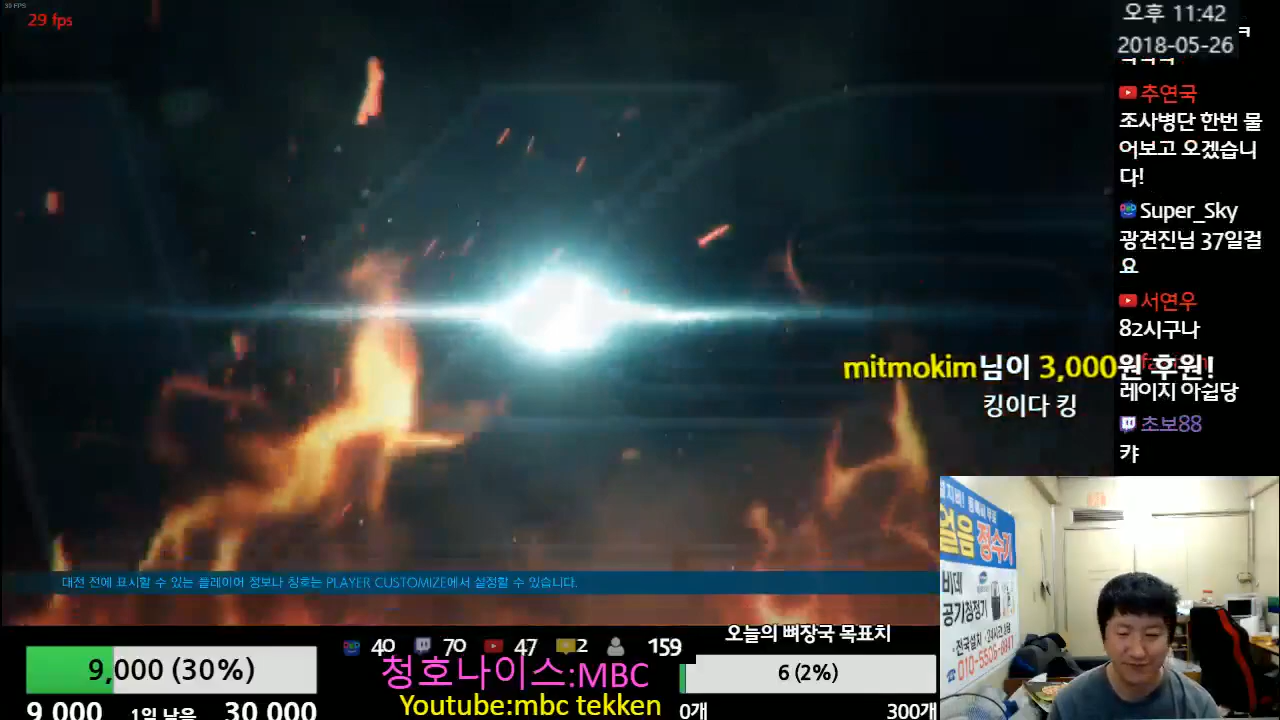 29 fps
오후 11:42
2018-05-26
추연국
조사병단 한번 물
어보고 오겠습니
다!
Super_Sky
광견진님 37일걸
요
서연우
82시구나
mitmokim님이 3,000원 후원!
킹이다 킹
레이지 아쉽당
초보88
캬
대전 전에 표시할 수 있는 플레이어 정보나 칭호는 PLAYER CUSTOMIZE에서 설정할 수 있습니다.
얼음 정수기
비데
공기청정기
40 70 47 2 159
오늘의 뼈장국 목표치
9,000 (30%)
청호나이스:MBC
6 (2%)
Youtube:mbc tekken
9,000 1일 남음 30,000
0개 300개